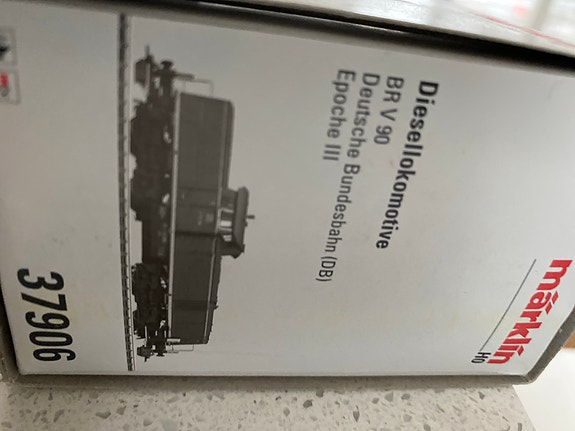 märklin
H0
Diesellokomotive
BR V 90
Deutsche Bundesbahn (DB)
Epoche III
37906